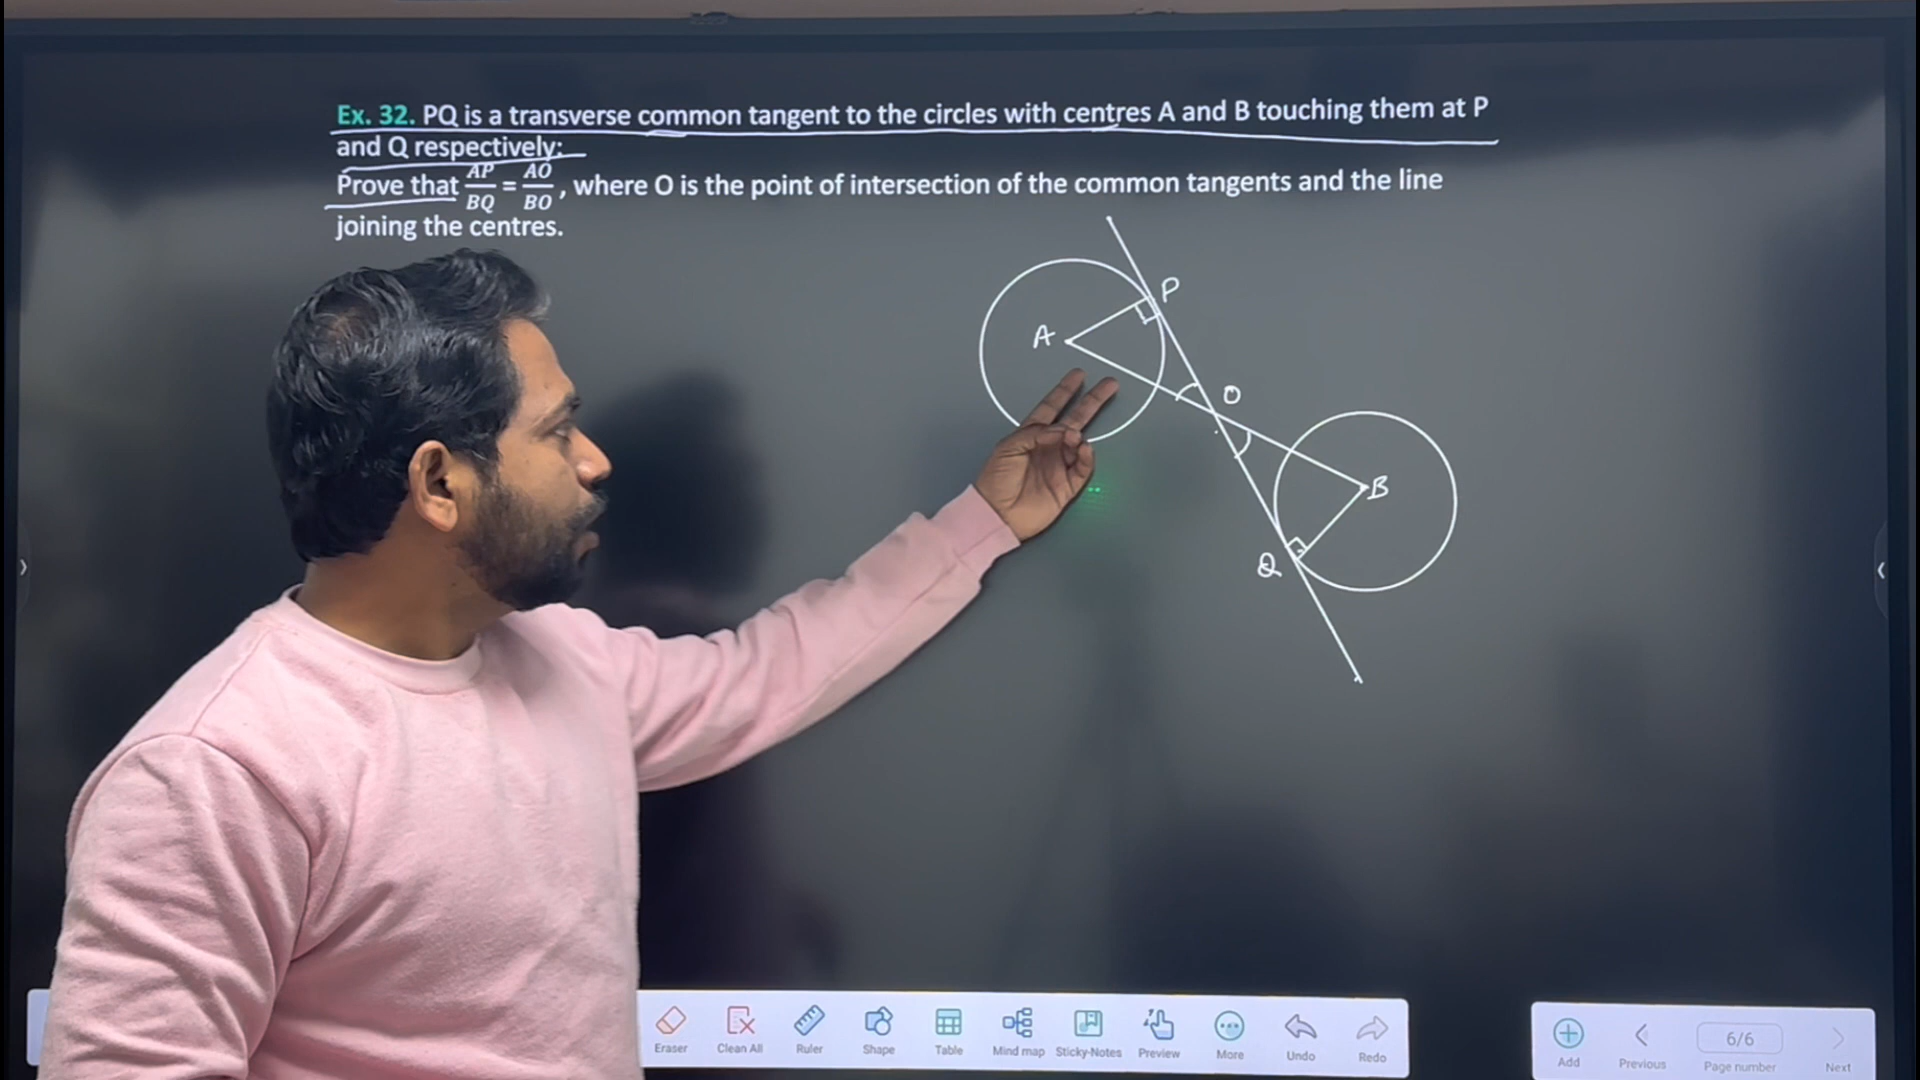 Ex. 32. PQ is a transverse common tangent to the circles with centres A and B touching them at P
and Q respectively:
Prove that AP/BQ = AO/BO, where O is the point of intersection of the common tangents and the line
joining the centres.
P
A
O
B
Q
Eraser
Clean All
Ruler
Shape
Table
Mind map
Sticky-Notes
Preview
More
Undo
Redo
Add
Previous
6/6
Page number
Next